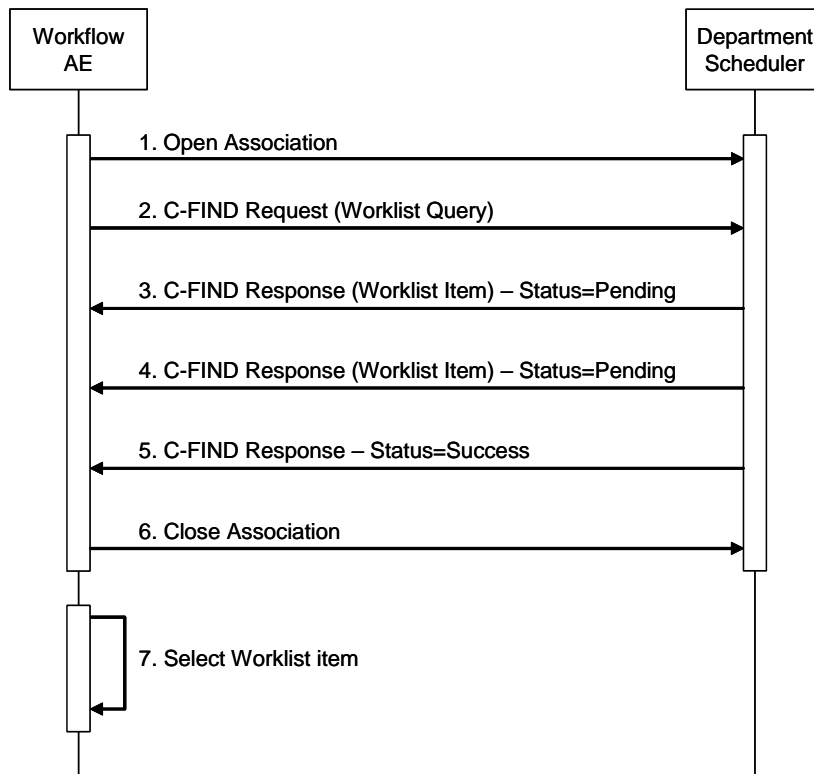 Workflow
AE
Department
Scheduler
1. Open Association
2. C-FIND Request (Worklist Query)
3. C-FIND Response (Worklist Item) – Status=Pending
4. C-FIND Response (Worklist Item) – Status=Pending
5. C-FIND Response – Status=Success
6. Close Association
7. Select Worklist item